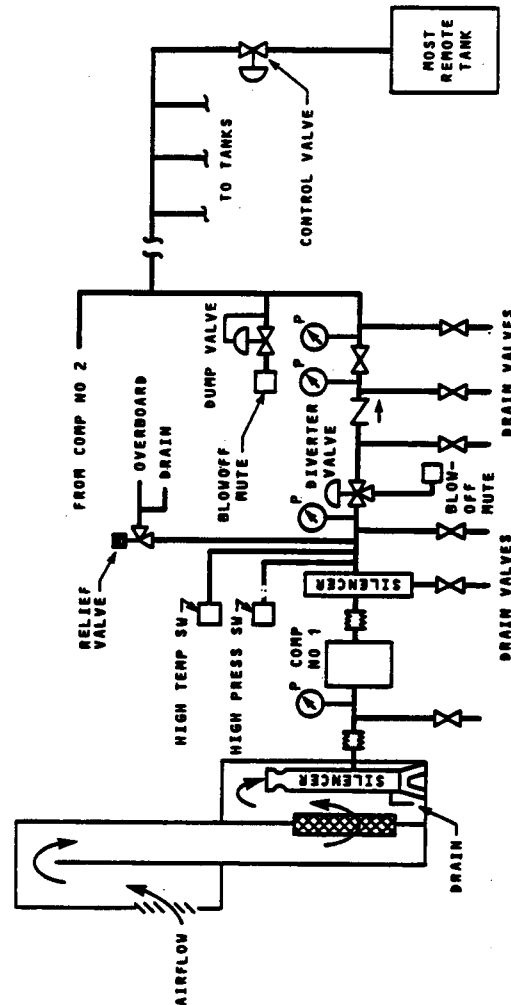 MOST
REMOTE
TANK
CONTROL VALVE
TO TANKS
FROM COMP NO 2
DUMP VALVE
BLOWOFF
MUTE
OVERBOARD
DRAIN
RELIEF
VALVE
HIGH TEMP SW
HIGH PRESS SW
P
P
DIVERTER
VALVE
P
BLOW-
OFF
MUTE
DRAIN VALVES
SILENCER
COMP
NO 1
P
DRAIN VALVES
SILENCER
DRAIN
AIRFLOW